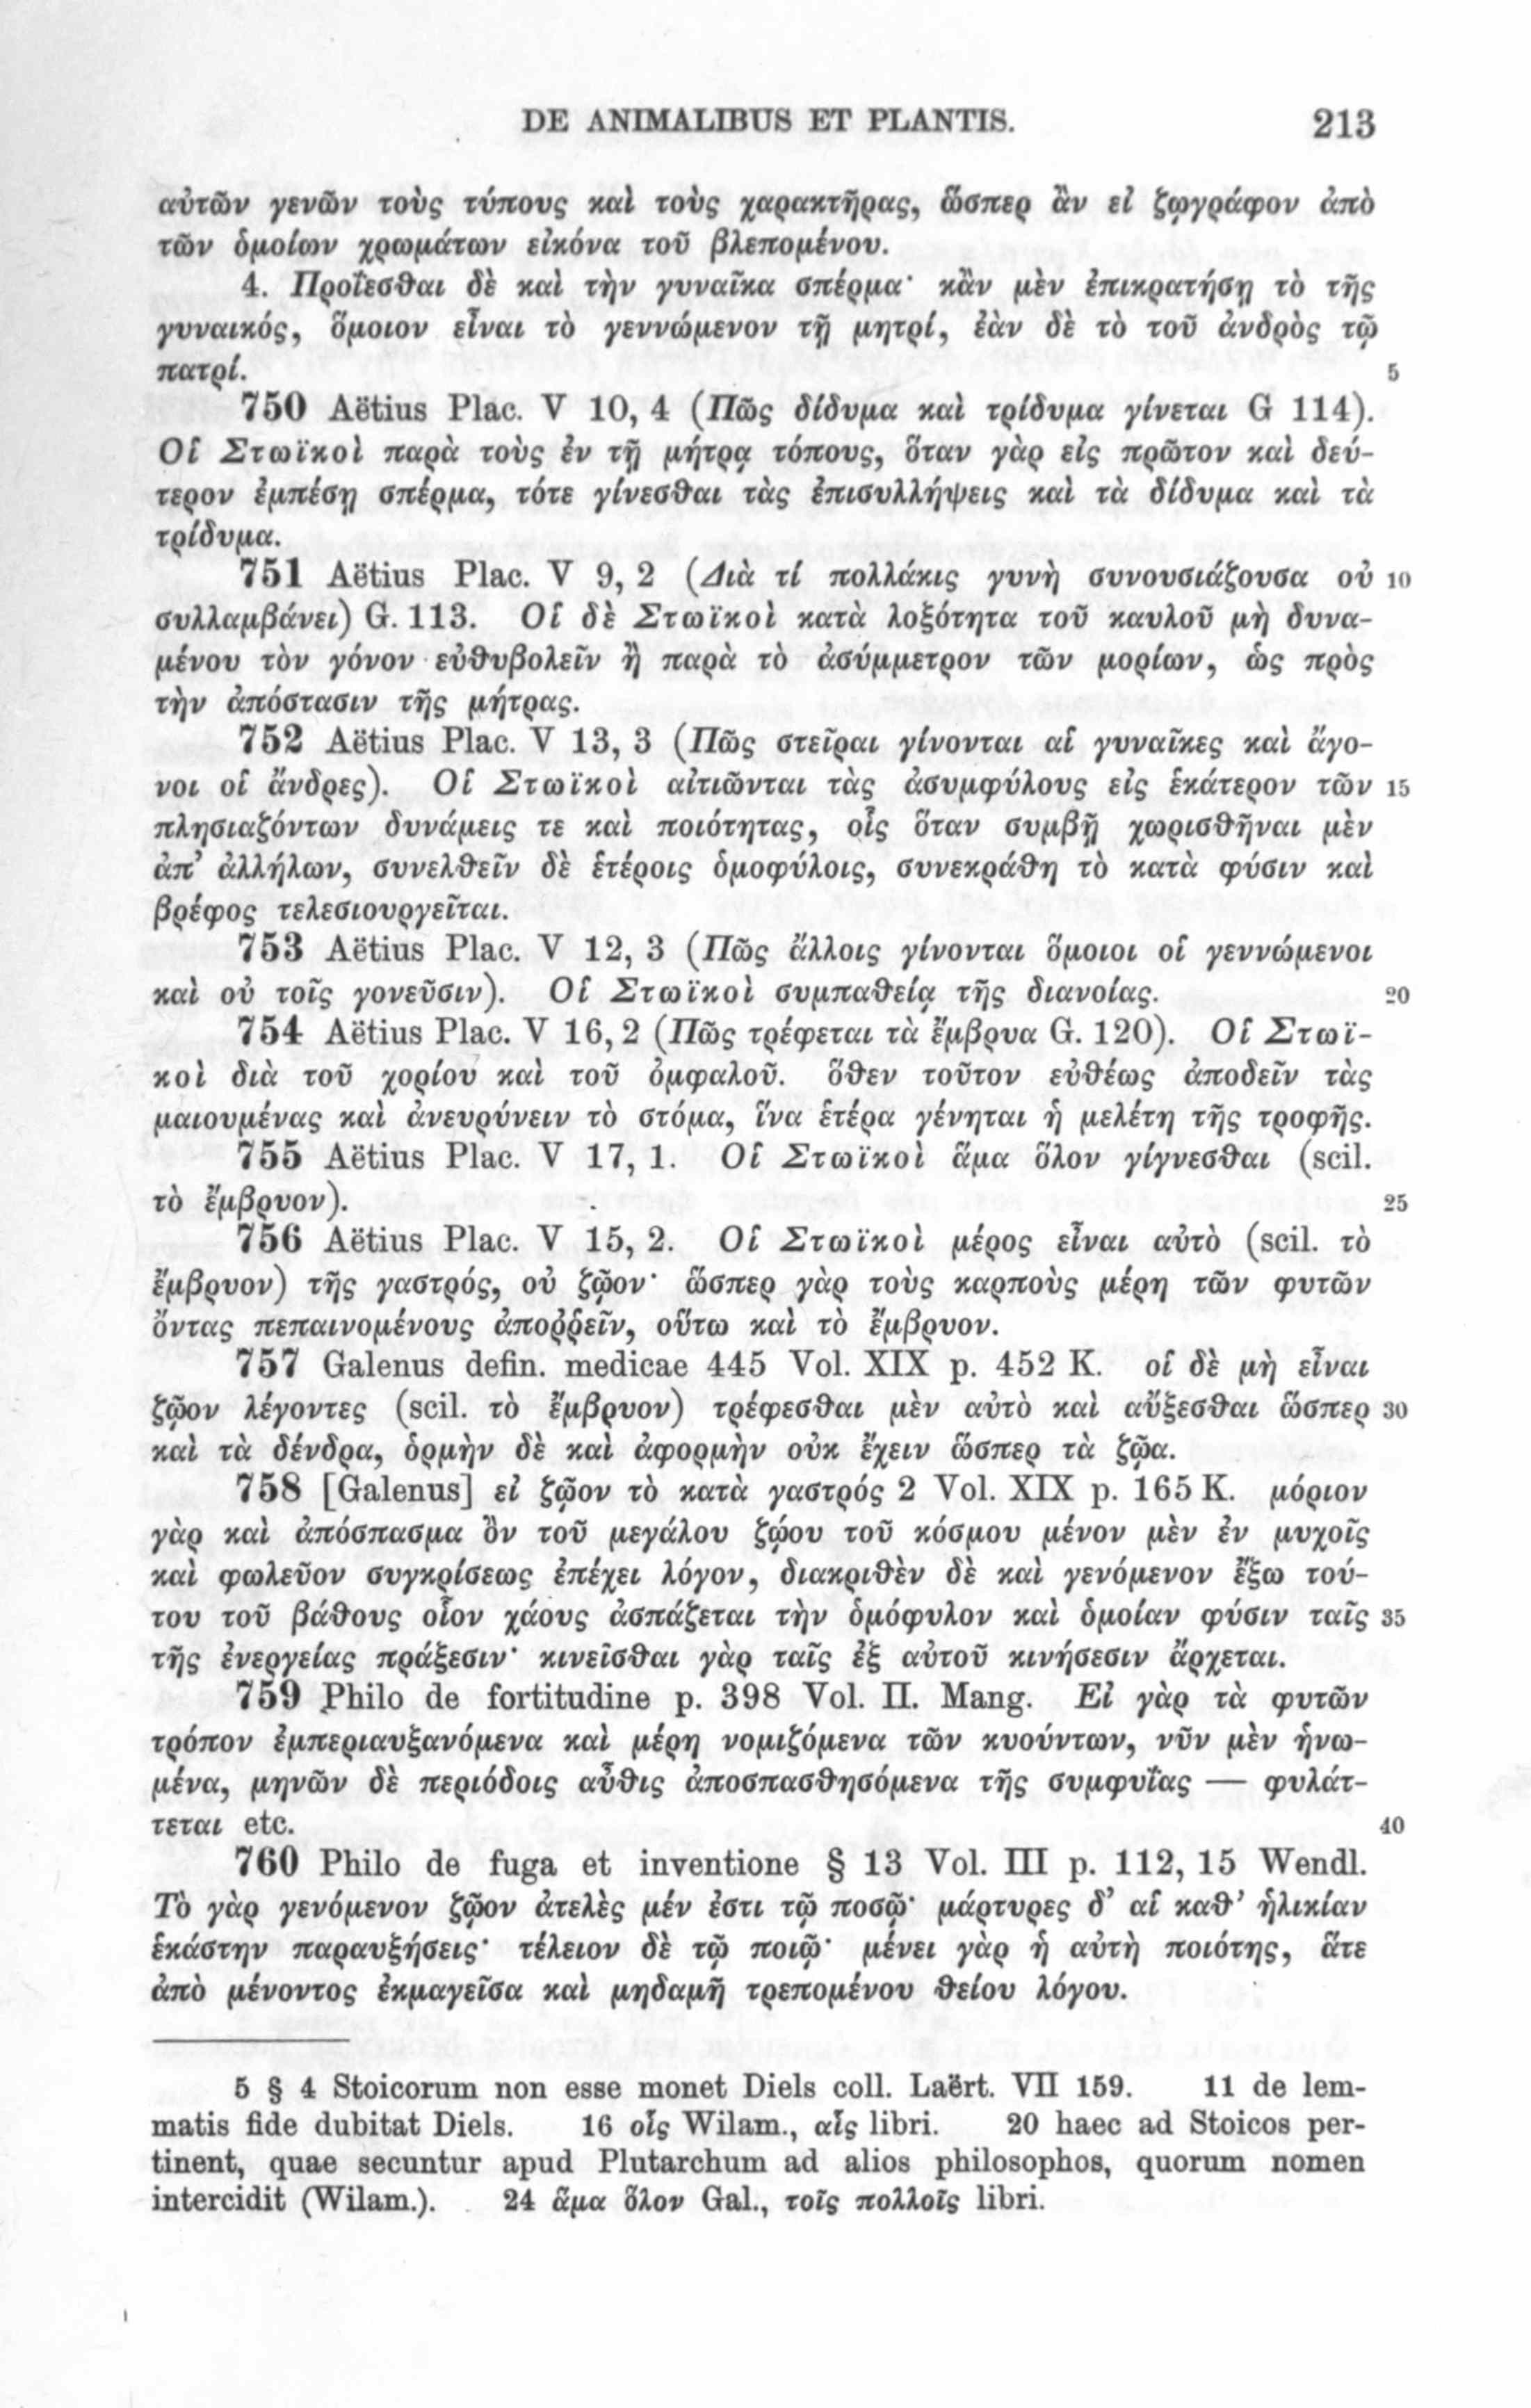 DE ANIMALIBUS ET PLANTIS. 213
αὐτῶν γενῶν τοὺς τύπους καὶ τοὺς χαρακτῆρας, ὥσπερ ἂν εἰ ζωγράφον ἀπὸ
τῶν ὁμοίων χρωμάτων εἰκόνα τοῦ βλεπομένου.
4. Προΐεσθαι δὲ καὶ τὴν γυναῖκα σπέρμα· κἂν μὲν ἐπικρατήσῃ τὸ τῆς
γυναικός, ὅμοιον εἶναι τὸ γεννώμενον τῇ μητρί, ἐὰν δὲ τὸ τοῦ ἀνδρὸς τῷ
πατρί. 5
750 Aëtius Plac. V 10, 4 (Πῶς δίδυμα καὶ τρίδυμα γίνεται G 114).
Οἱ Στωϊκοὶ παρὰ τοὺς ἐν τῇ μήτρᾳ τόπους, ὅταν γὰρ εἰς πρῶτον καὶ δεύ-
τερον ἐμπέσῃ σπέρμα, τότε γίνεσθαι τὰς ἐπισυλλήψεις καὶ τὰ δίδυμα καὶ τὰ
τρίδυμα.
751 Aëtius Plac. V 9, 2 (Διὰ τί πολλάκις γυνὴ συνουσιάζουσα οὐ 10
συλλαμβάνει) G. 113. Οἱ δὲ Στωϊκοὶ κατὰ λοξότητα τοῦ καυλοῦ μὴ δυνα-
μένου τὸν γόνον εὐθυβολεῖν ἢ παρὰ τὸ ἀσύμμετρον τῶν μορίων, ὡς πρὸς
τὴν ἀπόστασιν τῆς μήτρας.
752 Aëtius Plac. V 13, 3 (Πῶς στεῖραι γίνονται αἱ γυναῖκες καὶ ἄγο-
νοι οἱ ἄνδρες). Οἱ Στωϊκοὶ αἰτιῶνται τὰς ἀσυμφύλους εἰς ἑκάτερον τῶν 15
πλησιαζόντων δυνάμεις τε καὶ ποιότητας, οἷς ὅταν συμβῇ χωρισθῆναι μὲν
ἀπ’ ἀλλήλων, συνελθεῖν δὲ ἑτέροις ὁμοφύλοις, συνεκράθη τὸ κατὰ φύσιν καὶ
βρέφος τελεσιουργεῖται.
753 Aëtius Plac. V 12, 3 (Πῶς ἄλλοις γίνονται ὅμοιοι οἱ γεννώμενοι
καὶ οὐ τοῖς γονεῦσιν). Οἱ Στωϊκοὶ συμπαθείᾳ τῆς διανοίας. 20
754 Aëtius Plac. V 16, 2 (Πῶς τρέφεται τὰ ἔμβρυα G. 120). Οἱ Στωϊ-
κοὶ διὰ τοῦ χορίου καὶ τοῦ ὀμφαλοῦ. ὅθεν τοῦτον εὐθέως ἀποδεῖν τὰς
μαιουμένας καὶ ἀνευρύνειν τὸ στόμα, ἵνα ἑτέρα γένηται ἡ μελέτη τῆς τροφῆς.
755 Aëtius Plac. V 17, 1. Οἱ Στωϊκοὶ ἅμα ὅλον γίγνεσθαι (scil.
τὸ ἔμβρυον). 25
756 Aëtius Plac. V 15, 2. Οἱ Στωϊκοὶ μέρος εἶναι αὐτὸ (scil. τὸ
ἔμβρυον) τῆς γαστρός, οὐ ζῷον· ὥσπερ γὰρ τοὺς καρποὺς μέρη τῶν φυτῶν
ὄντας πεπαινομένους ἀποῤῥεῖν, οὕτω καὶ τὸ ἔμβρυον.
757 Galenus defin. medicae 445 Vol. XIX p. 452 K. οἱ δὲ μὴ εἶναι
ζῷον λέγοντες (scil. τὸ ἔμβρυον) τρέφεσθαι μὲν αὐτὸ καὶ αὔξεσθαι ὥσπερ 30
καὶ τὰ δένδρα, ὁρμὴν δὲ καὶ ἀφορμὴν οὐκ ἔχειν ὥσπερ τὰ ζῷα.
758 [Galenus] εἰ ζῷον τὸ κατὰ γαστρός 2 Vol. XIX p. 165 K. μόριον
γὰρ καὶ ἀπόσπασμα ὂν τοῦ μεγάλου ζῴου τοῦ κόσμου μένον μὲν ἐν μυχοῖς
καὶ φωλεῦον συγκρίσεως ἐπέχει λόγον, διακριθὲν δὲ καὶ γενόμενον ἔξω τού-
του τοῦ βάθους οἷον χάους ἀσπάζεται τὴν ὁμόφυλον καὶ ὁμοίαν φύσιν ταῖς 35
τῆς ἐνεργείας πράξεσιν· κινεῖσθαι γὰρ ταῖς ἐξ αὐτοῦ κινήσεσιν ἄρχεται.
759 Philo de fortitudine p. 398 Vol. II. Mang. Εἰ γὰρ τὰ φυτῶν
τρόπον ἐμπεριαυξανόμενα καὶ μέρη νομιζόμενα τῶν κυούντων, νῦν μὲν ἡνω-
μένα, μηνῶν δὲ περιόδοις αὖθις ἀποσπασθησόμενα τῆς συμφυΐας — φυλάτ-
τεται etc. 40
760 Philo de fuga et inventione § 13 Vol. III p. 112, 15 Wendl.
Τὸ γὰρ γενόμενον ζῷον ἀτελὲς μέν ἐστι τῷ ποσῷ· μάρτυρες δ’ αἱ καθ’ ἡλικίαν
ἑκάστην παραυξήσεις· τέλειον δὲ τῷ ποιῷ· μένει γὰρ ἡ αὐτὴ ποιότης, ἅτε
ἀπὸ μένοντος ἐκμαγεῖσα καὶ μηδαμῇ τρεπομένου θείου λόγου.
5 § 4 Stoicorum non esse monet Diels coll. Laërt. VII 159. 11 de lem-
matis fide dubitat Diels. 16 οἷς Wilam., αἷς libri. 20 haec ad Stoicos per-
tinent, quae secuntur apud Plutarchum ad alios philosophos, quorum nomen
intercidit (Wilam.). 24 ἅμα ὅλον Gal., τοῖς πολλοῖς libri.